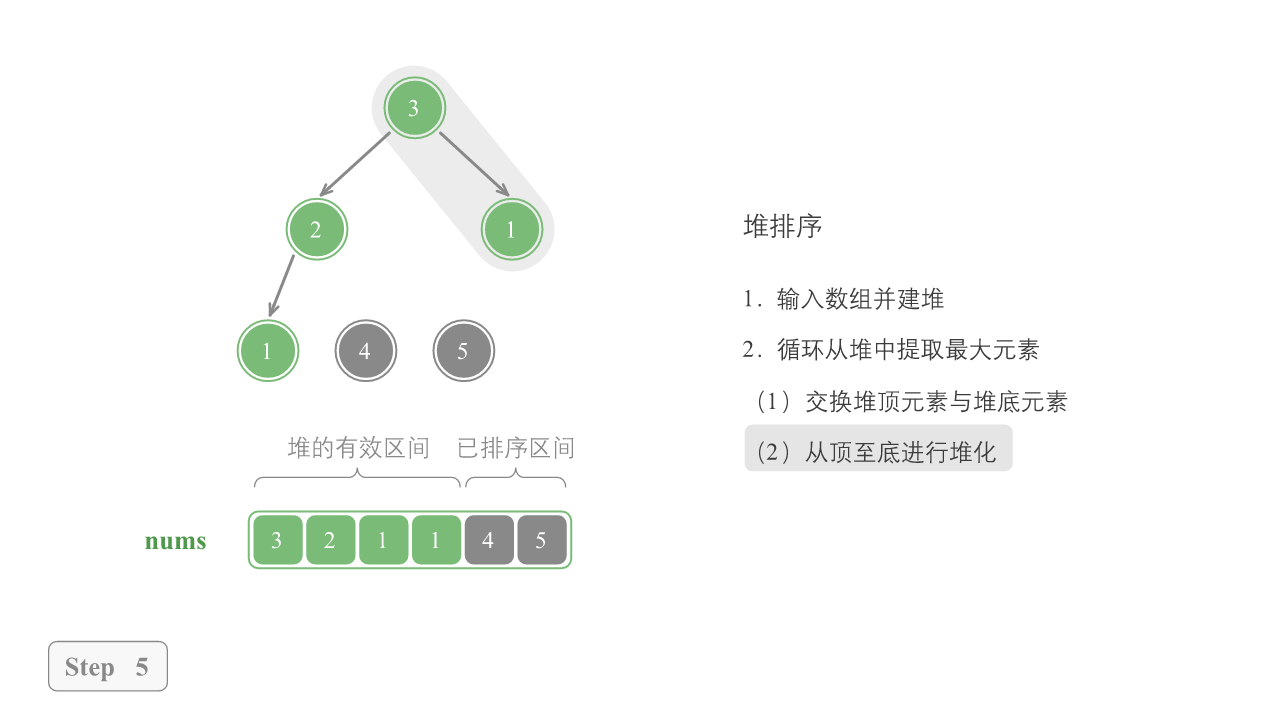 3
2 1
1 4 5
堆的有效区间 已排序区间
nums 3 2 1 1 4 5
Step 5
堆排序
1. 输入数组并建堆
2. 循环从堆中提取最大元素
（1）交换堆顶元素与堆底元素
（2）从顶至底进行堆化